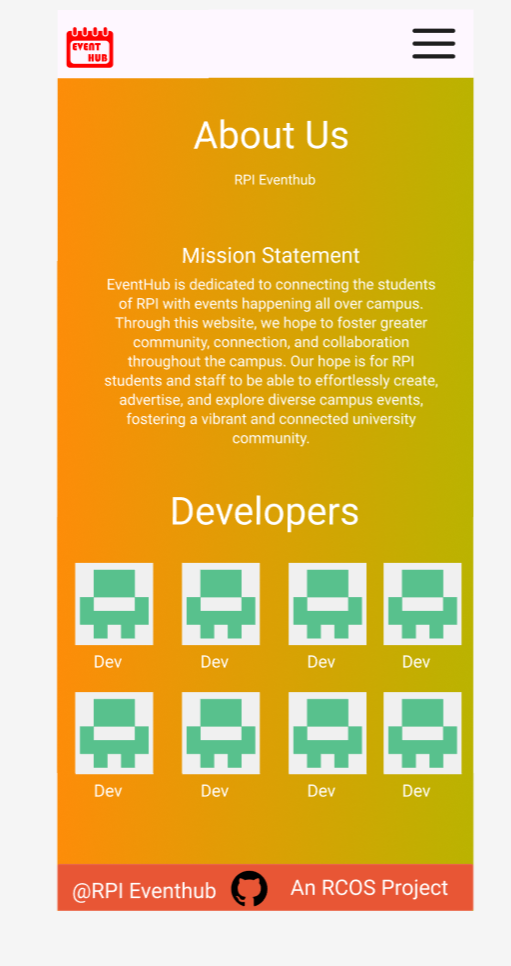 EVENT
HUB
About Us
RPI Eventhub
Mission Statement
EventHub is dedicated to connecting the students
of RPI with events happening all over campus.
Through this website, we hope to foster greater
community, connection, and collaboration
throughout the campus. Our hope is for RPI
students and staff to be able to effortlessly create,
advertise, and explore diverse campus events,
fostering a vibrant and connected university
community.
Developers
Dev Dev Dev Dev
Dev Dev Dev Dev
@RPI Eventhub An RCOS Project